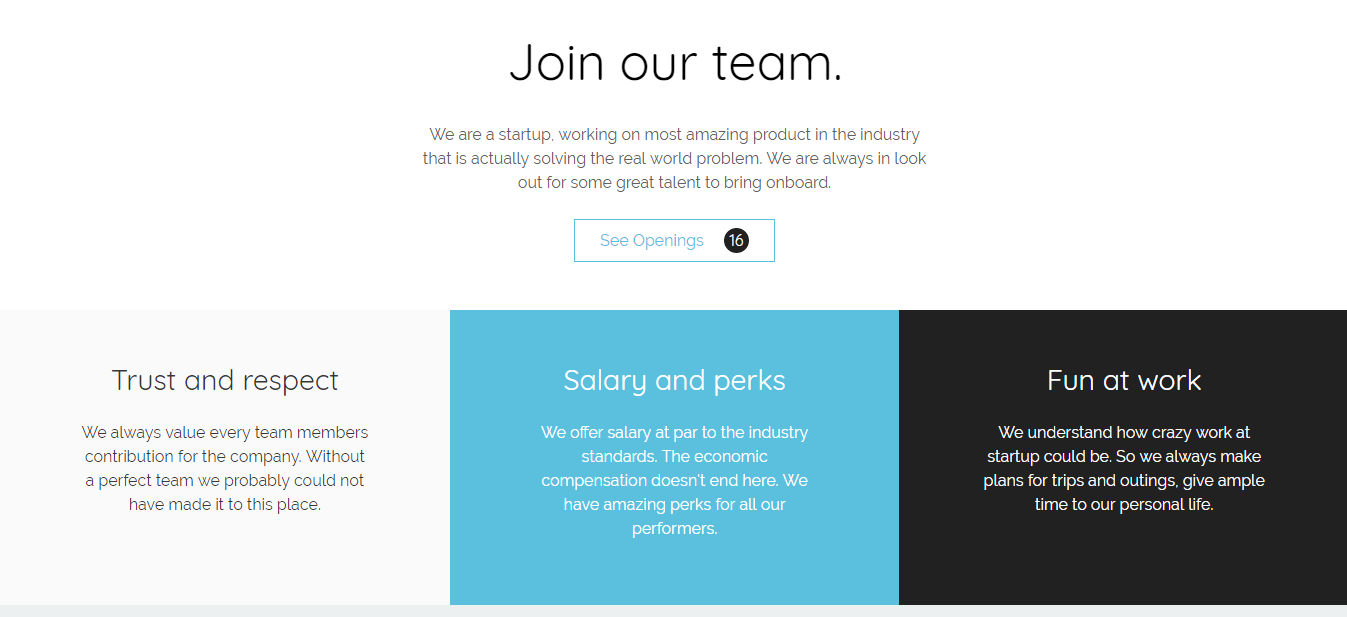 Join our team.
We are a startup, working on most amazing product in the industry
that is actually solving the real world problem. We are always in look
out for some great talent to bring onboard.
See Openings 16
Trust and respect
We always value every team members
contribution for the company. Without
a perfect team we probably could not
have made it to this place.
Salary and perks
We offer salary at par to the industry
standards. The economic
compensation doesn't end here. We
have amazing perks for all our
performers.
Fun at work
We understand how crazy work at
startup could be. So we always make
plans for trips and outings, give ample
time to our personal life.